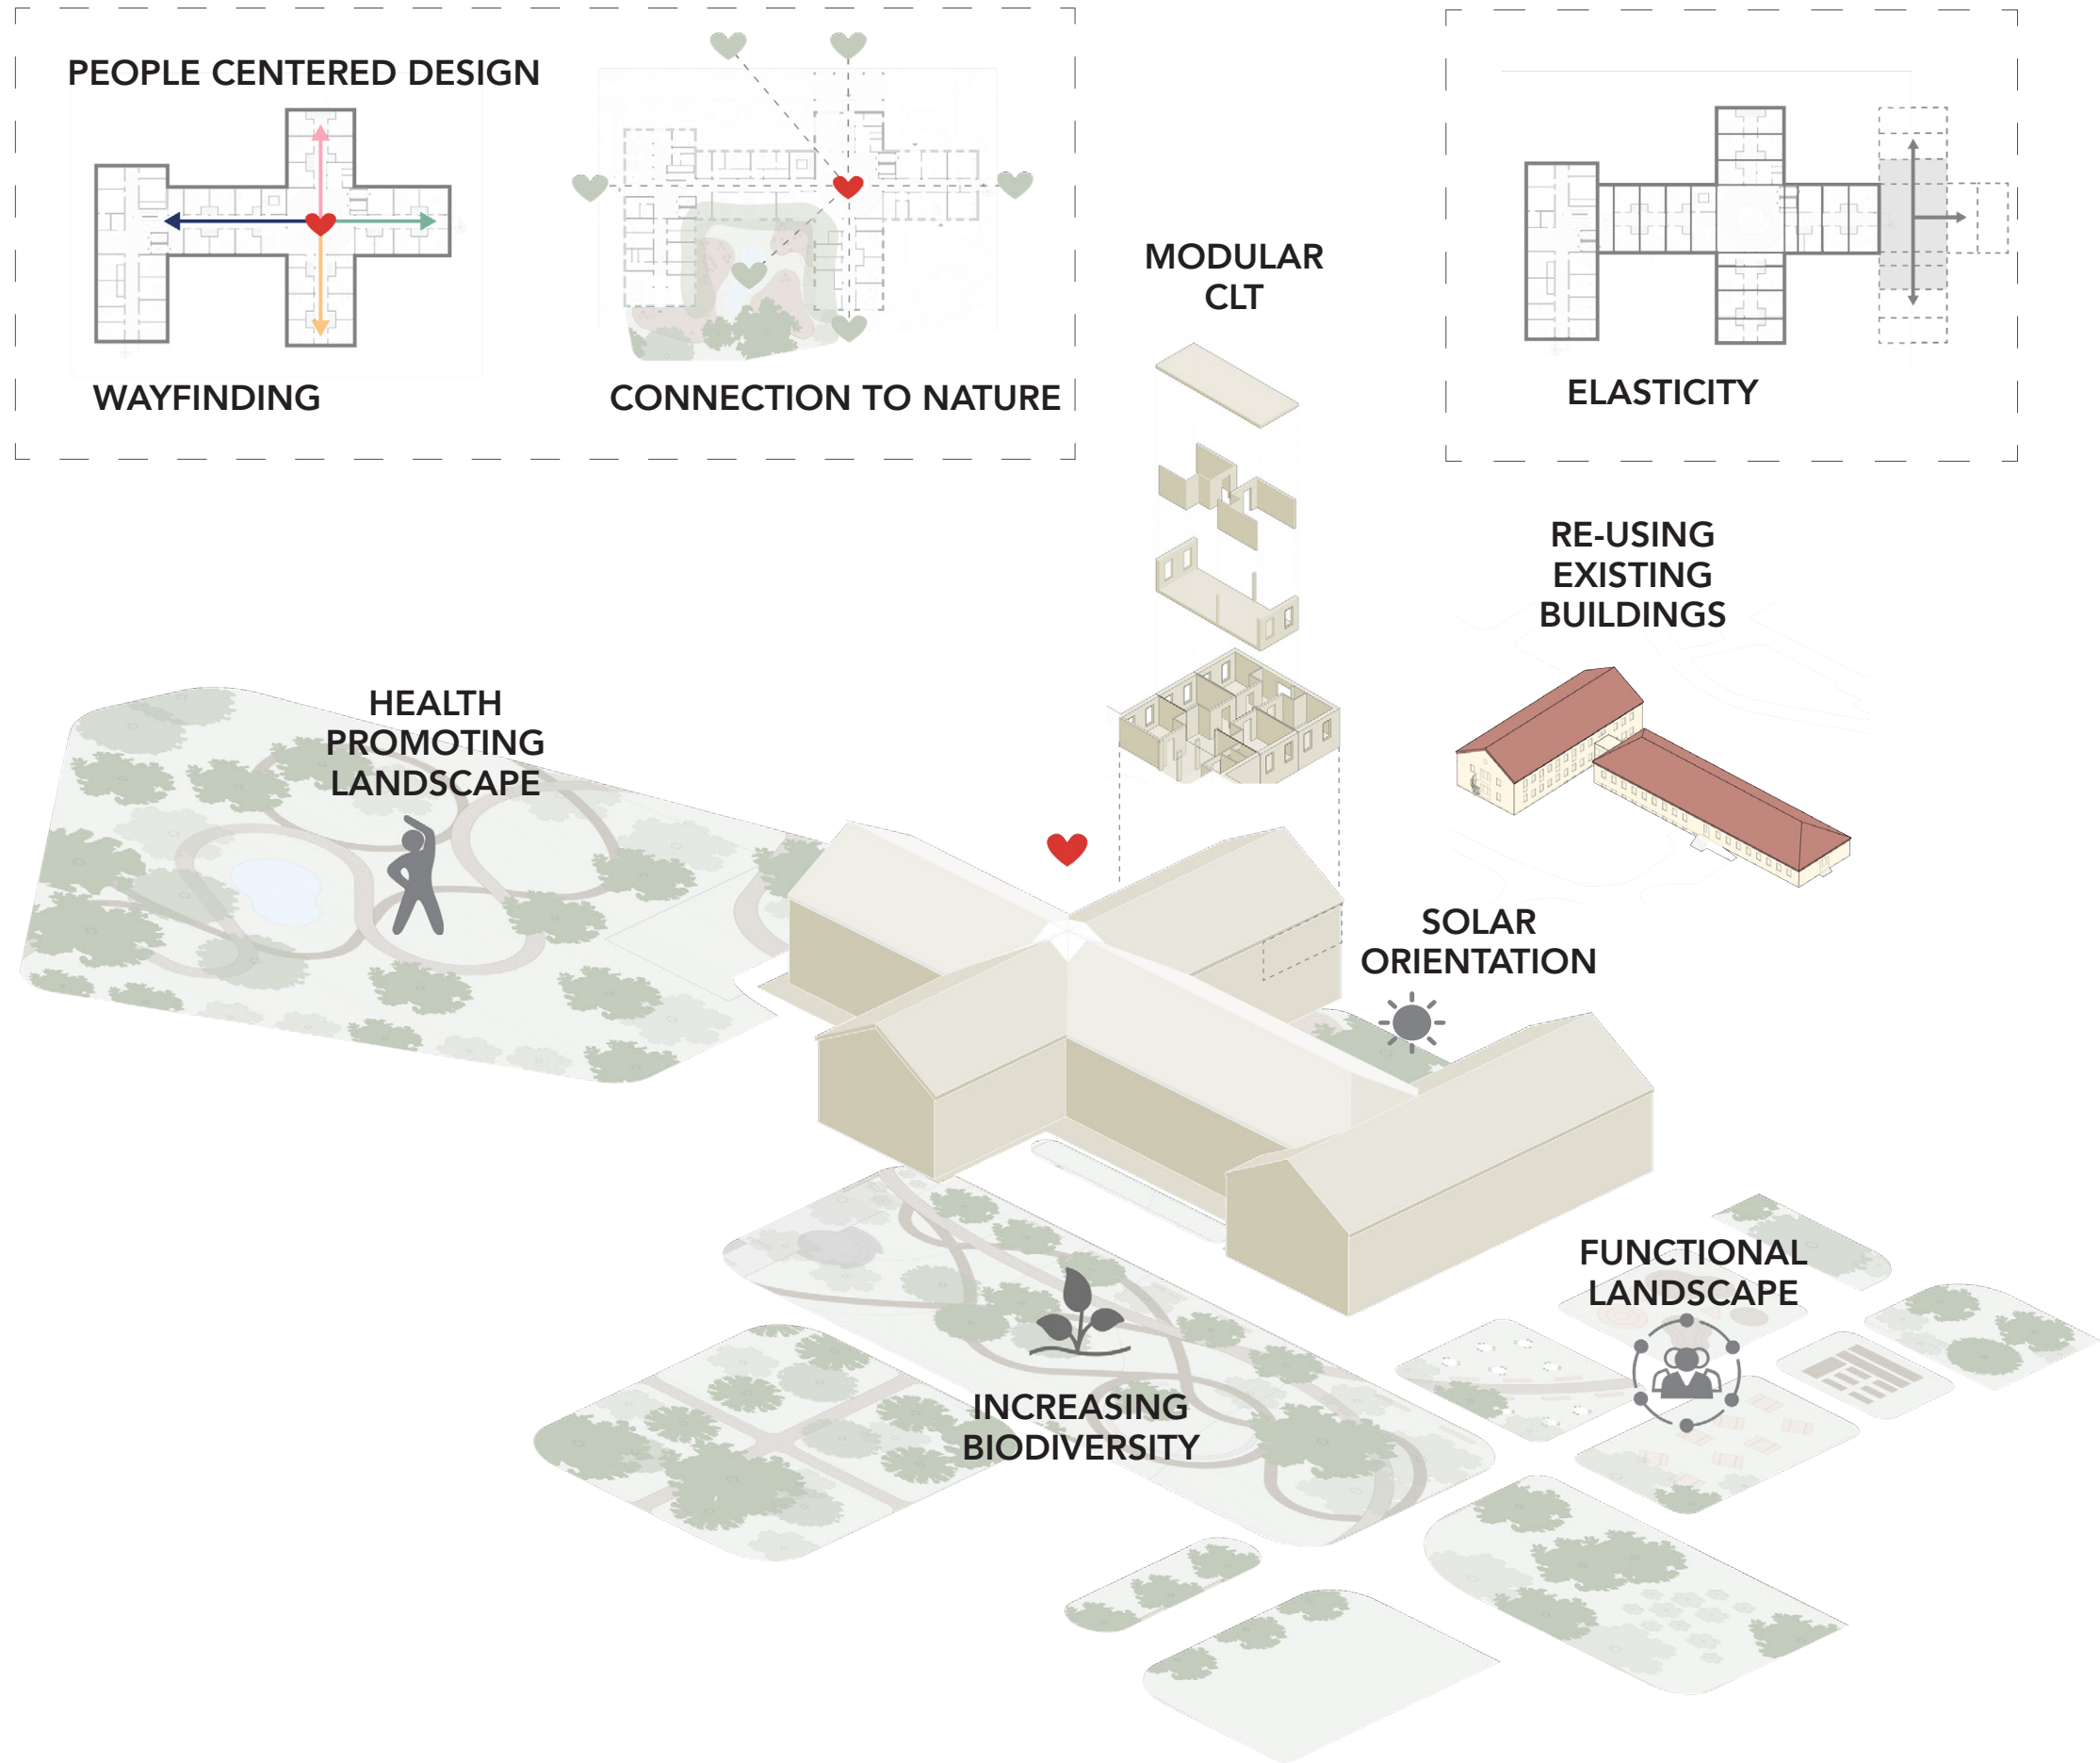 PEOPLE CENTERED DESIGN
WAYFINDING
CONNECTION TO NATURE
MODULAR
CLT
ELASTICITY
RE-USING
EXISTING
BUILDINGS
HEALTH
PROMOTING
LANDSCAPE
SOLAR
ORIENTATION
FUNCTIONAL
LANDSCAPE
INCREASING
BIODIVERSITY